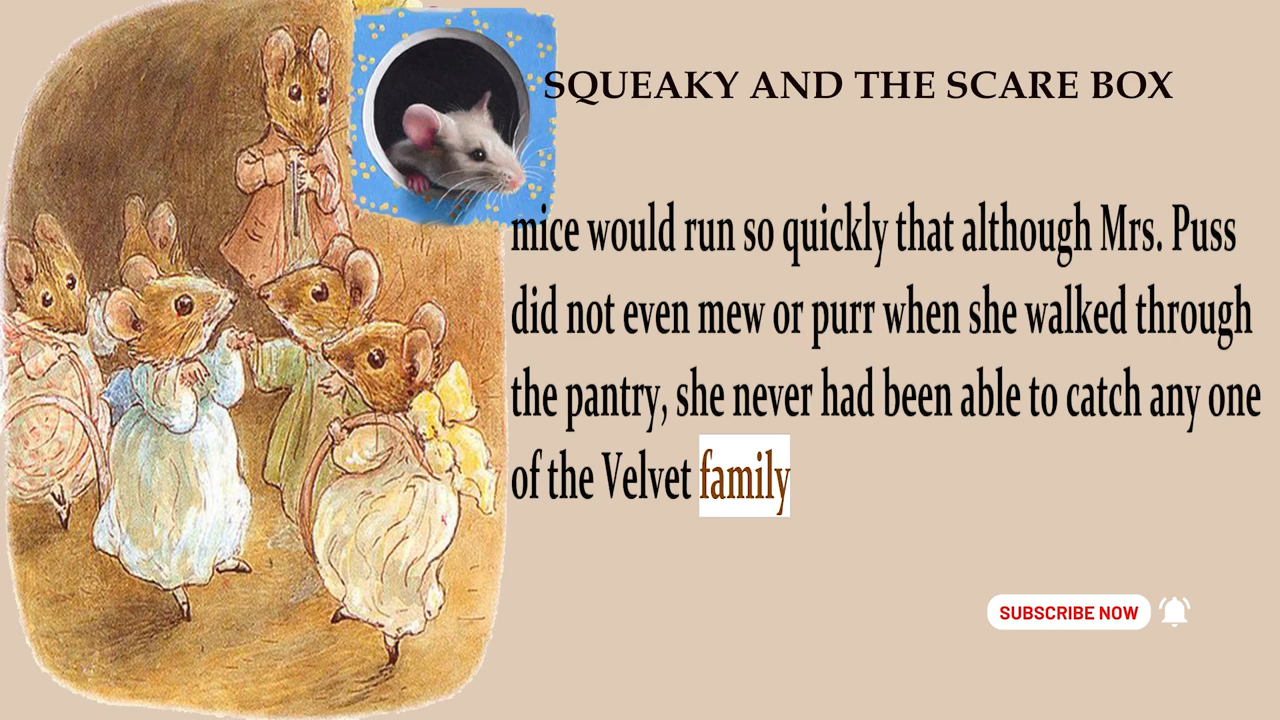 SQUEAKY AND THE SCARE BOX
mice would run so quickly that although Mrs. Puss
did not even mew or purr when she walked through
the pantry, she never had been able to catch any one
of the Velvet family
SUBSCRIBE NOW